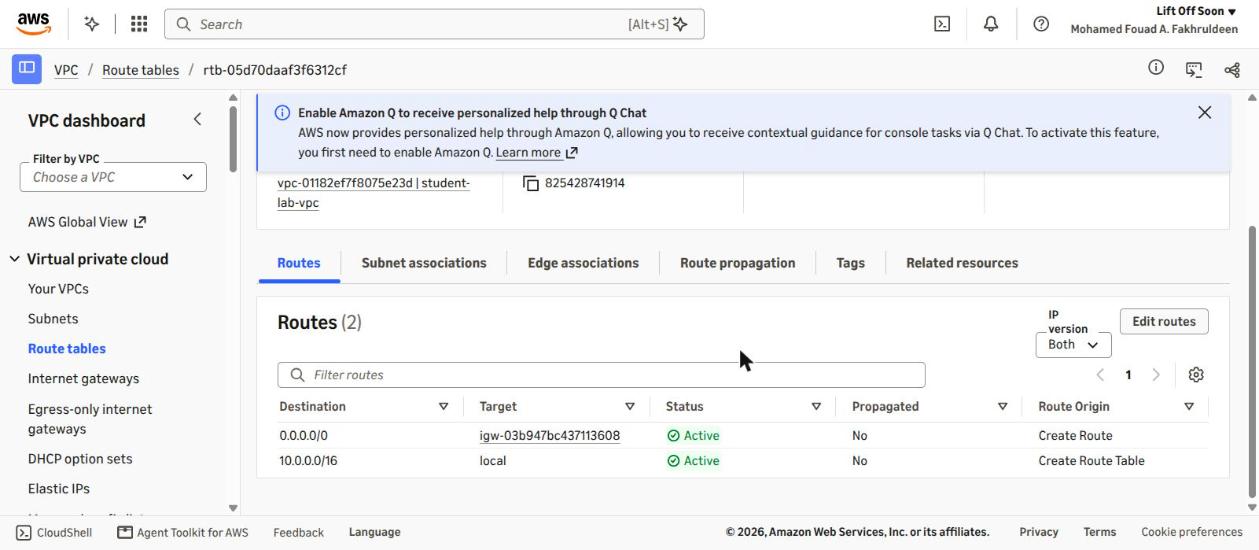 aws
Search [Alt+S]
Lift Off Soon ▼
Mohamed Fouad A. Fakhruldeen
VPC / Route tables / rtb-05d70daaf3f6312cf
VPC dashboard
Filter by VPC
Choose a VPC
AWS Global View
Virtual private cloud
Your VPCs
Subnets
Route tables
Internet gateways
Egress-only internet
gateways
DHCP option sets
Elastic IPs
Enable Amazon Q to receive personalized help through Q Chat
AWS now provides personalized help through Amazon Q, allowing you to receive contextual guidance for console tasks via Q Chat. To activate this feature,
you first need to enable Amazon Q. Learn more
vpc-01182ef7f8075e23d | student-
lab-vpc
825428741914
Routes Subnet associations Edge associations Route propagation Tags Related resources
Routes (2)
IP
version
Both
Edit routes
Filter routes
1
Destination Target Status Propagated Route Origin
0.0.0.0/0 igw-03b947bc437113608 Active No Create Route
10.0.0.0/16 local Active No Create Route Table
CloudShell Agent Toolkit for AWS Feedback Language © 2026, Amazon Web Services, Inc. or its affiliates. Privacy Terms Cookie preferences